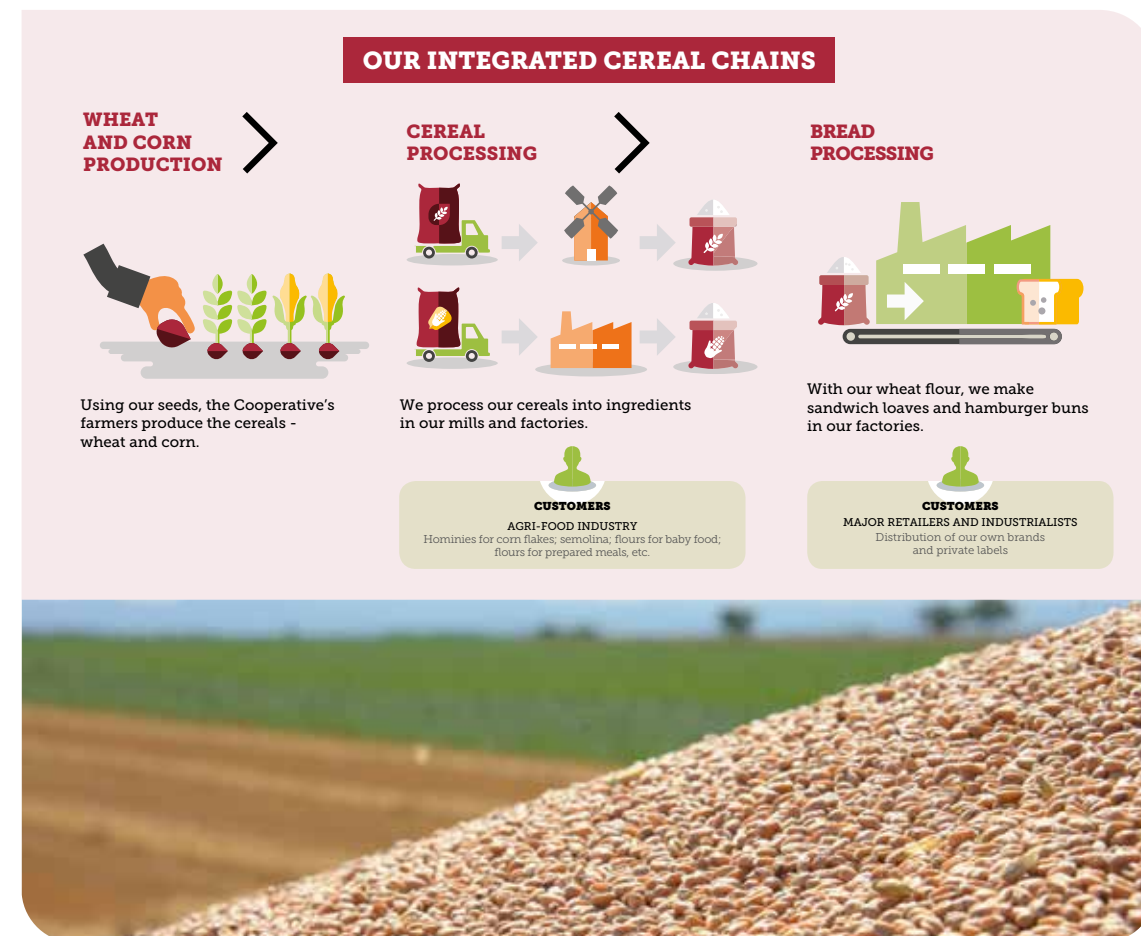 OUR INTEGRATED CEREAL CHAINS
WHEAT
AND CORN
PRODUCTION
Using our seeds, the Cooperative's
farmers produce the cereals -
wheat and corn.
CEREAL
PROCESSING
We process our cereals into ingredients
in our mills and factories.
CUSTOMERS
AGRI-FOOD INDUSTRY
Hominies for corn flakes; semolina; flours for baby food;
flours for prepared meals, etc.
BREAD
PROCESSING
With our wheat flour, we make
sandwich loaves and hamburger buns
in our factories.
CUSTOMERS
MAJOR RETAILERS AND INDUSTRIALISTS
Distribution of our own brands
and private labels